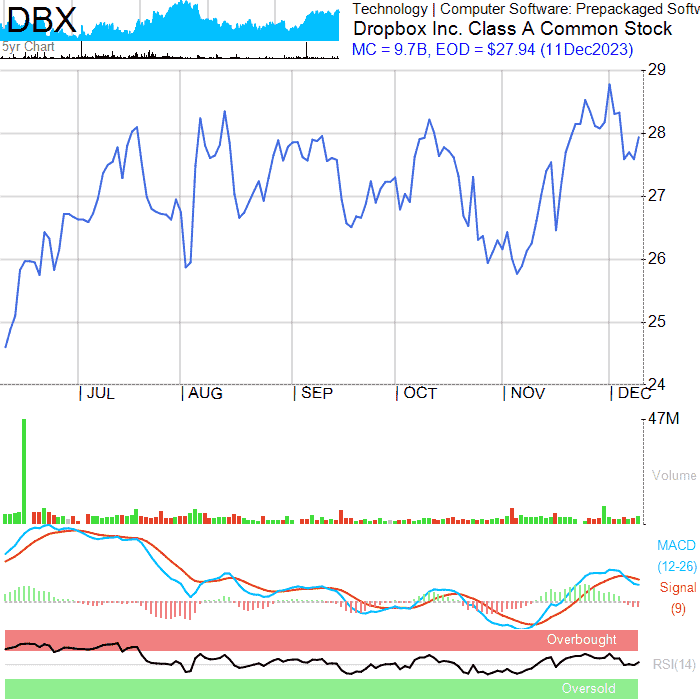 DBX
5yr Chart
Technology | Computer Software: Prepackaged Softw
Dropbox Inc. Class A Common Stock
MC = 9.7B, EOD = $27.94 (11Dec2023)
29
28
27
26
25
24
JUL
AUG
SEP
OCT
NOV
DEC
47M
Volume
MACD
(12-26)
Signal
(9)
Overbought
RSI(14)
Oversold